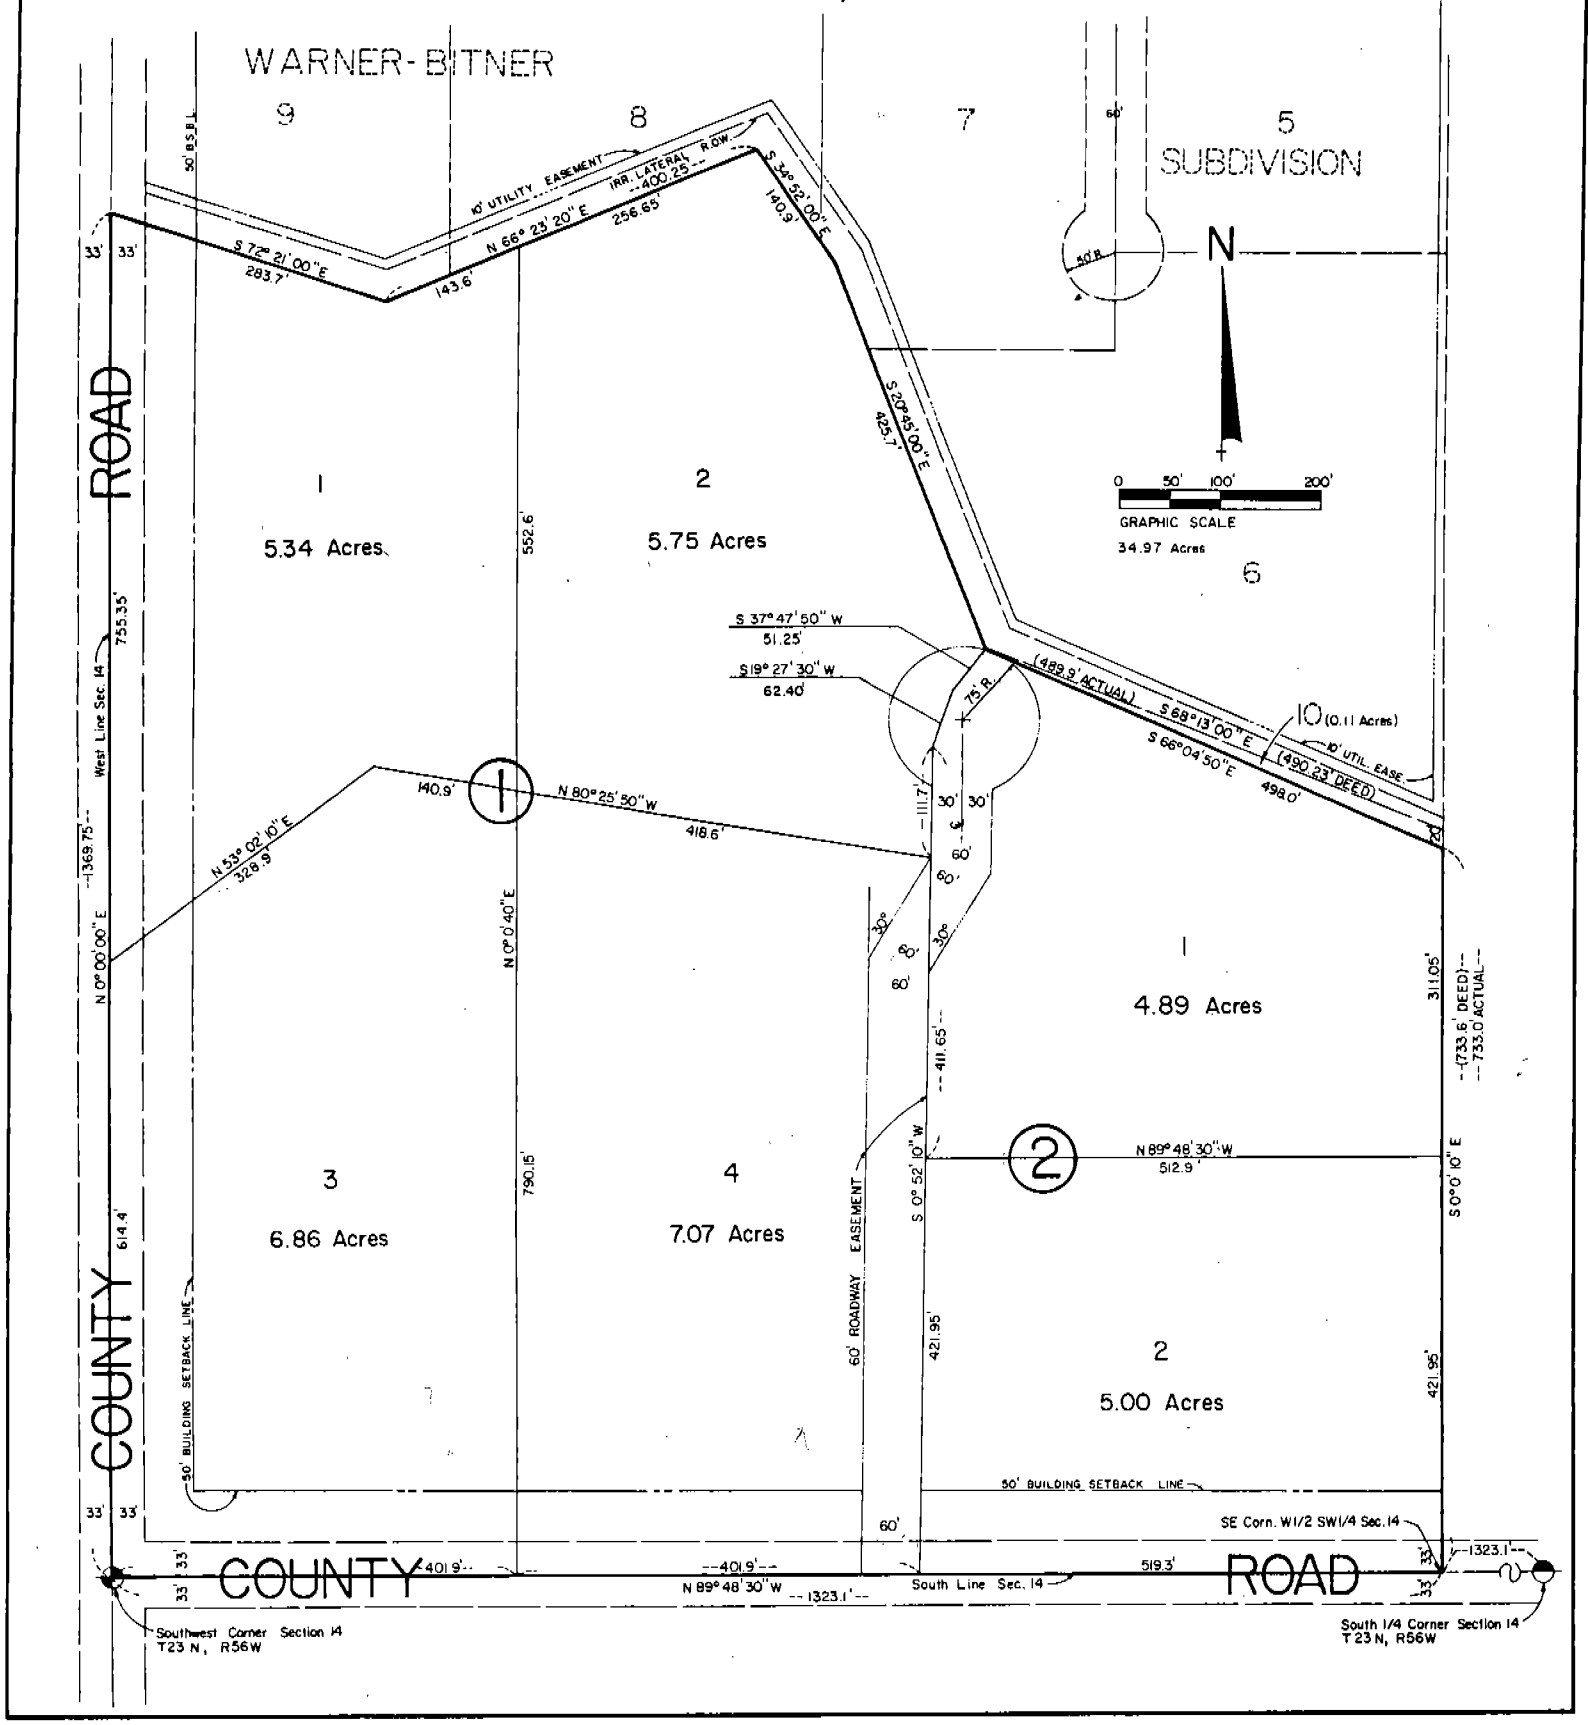 WARNER-BITNER
9
8
7
5
SUBDIVISION
60'
50' B.S.B.L.
10' UTILITY EASEMENT
IRR. LATERAL R.O.W.
--400.25--
N 66° 23' 20" E
256.65'
143.6'
S 34° 52' 00" E
140.9'
S 72° 21' 00" E
283.7'
33' 33'
50' R.
N
ROAD
S 20° 45' 00" E
425.7'
0 50' 100' 200'
GRAPHIC SCALE
34.97 Acres
6
1
5.34 Acres
2
5.75 Acres
552.6'
755.35'
West Line Sec. 14
S 37° 47' 50" W
51.25'
S 19° 27' 30" W
62.40'
75' R.
(489.9' ACTUAL)
S 68° 13' 00" E
(490.23' DEED)
S 66° 04' 50" E
498.0'
10 (0.11 Acres)
10' UTIL. EASE.
20'
140.9'
1
N 80° 25' 50" W
418.6'
--111.7'--
30' 30'
60'
60'
N 53° 02' 10" E
328.9'
--1369.75'--
N 0° 00' 00" E
N 0° 0' 40" E
30°
60'
30°
60'
1
4.89 Acres
311.05'
--(733.6' DEED)--
--733.0' ACTUAL--
--411.65'--
2
N 89° 48' 30" W
512.9'
S 0° 52' 10" W
S 0° 0' 10" E
3
6.86 Acres
790.15'
4
7.07 Acres
614.4'
60' ROADWAY EASEMENT
421.95'
421.95'
2
5.00 Acres
COUNTY
50' BUILDING SETBACK LINE
50' BUILDING SETBACK LINE
33' 33'
60'
SE Corn. W1/2 SW1/4 Sec. 14
33'
33'
COUNTY
401.9'--
--401.9'--
N 89° 48' 30" W
--1323.1'--
South Line Sec. 14
519.3'
ROAD
33'
33'
--1323.1'--
Southwest Corner Section 14
T23 N, R56W
South 1/4 Corner Section 14
T 23 N, R56W